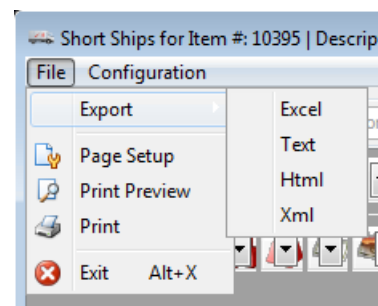 Short Ships for Item #: 10395 | Descrip
File Configuration
Export
Excel
Text
Html
Xml
Page Setup
Print Preview
Print
Exit Alt+X